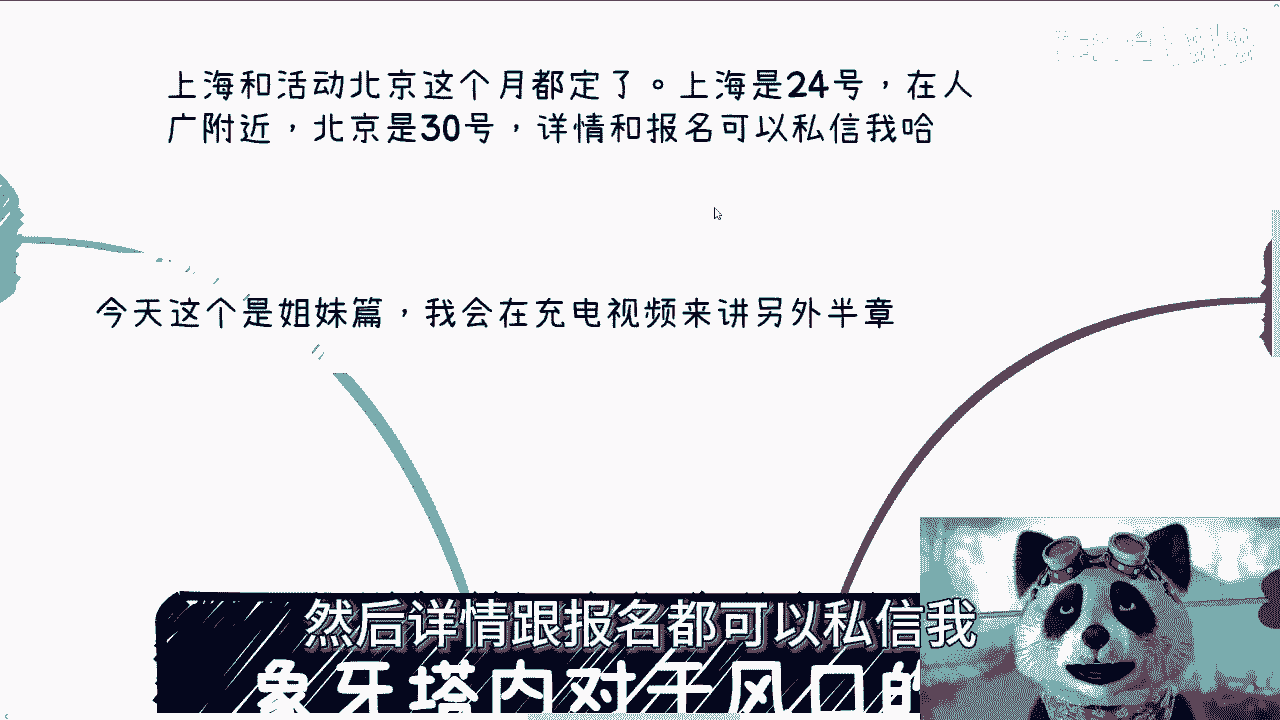 上海和活动北京这个月都定了。上海是24号，在人
广附近，北京是30号，详情和报名可以私信我哈
今天这个是姐妹篇，我会在充电视频来讲另外半章
然后详情跟报名都可以私信我
象牙塔内对于风口的